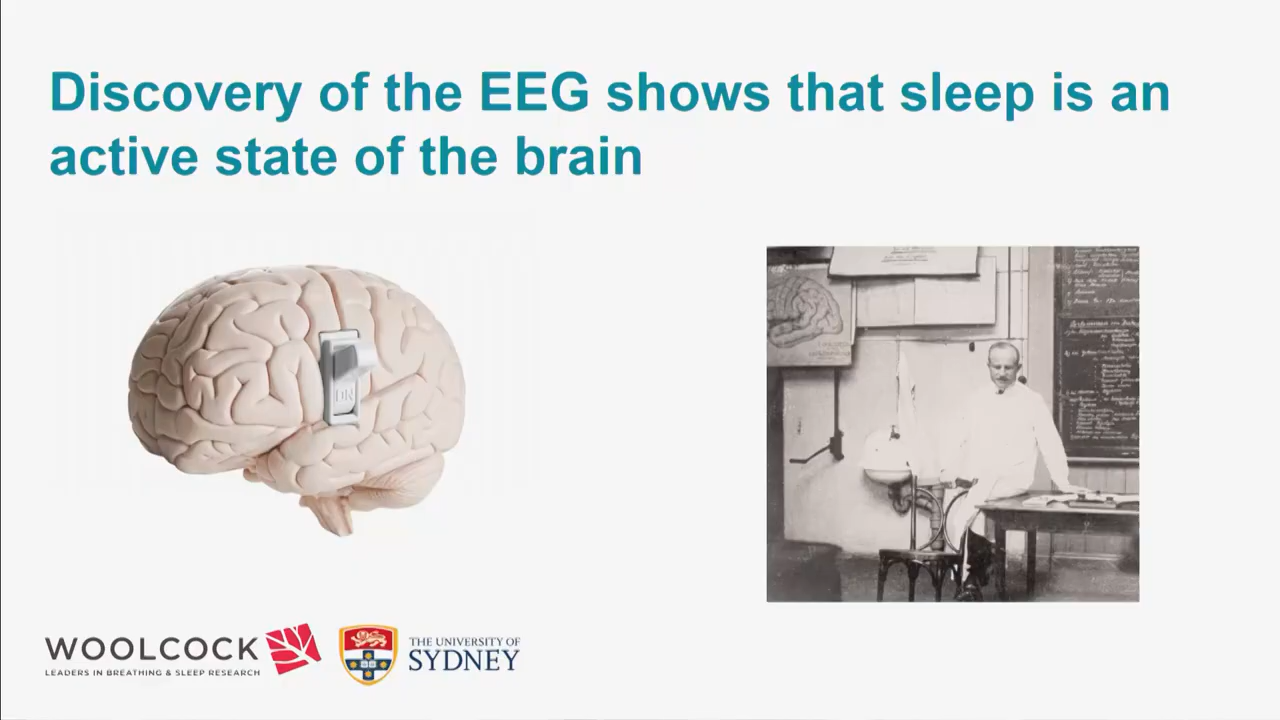 Discovery of the EEG shows that sleep is an
active state of the brain
WOOLCOCK
LEADERS IN BREATHING & SLEEP RESEARCH
THE UNIVERSITY OF
SYDNEY